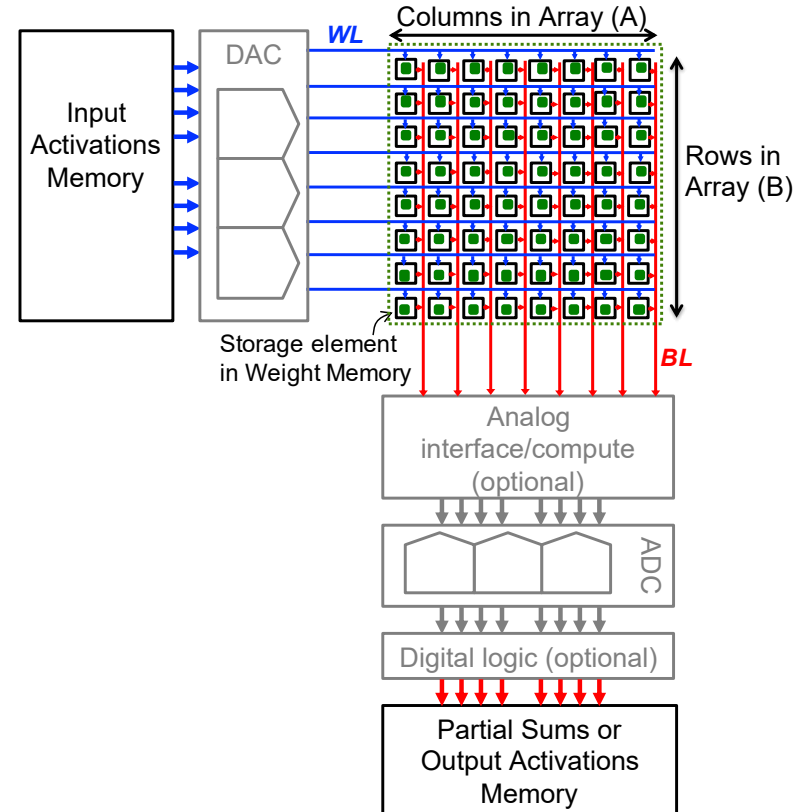 Columns in Array (A)
WL
DAC
Input
Activations
Memory
Rows in
Array (B)
Storage element
in Weight Memory
BL
Analog
interface/compute
(optional)
ADC
Digital logic (optional)
Partial Sums or
Output Activations
Memory